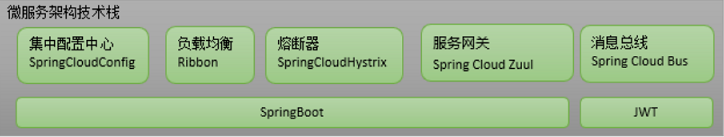 微服务架构技术栈
集中配置中心
SpringCloudConfig
负载均衡
Ribbon
熔断器
SpringCloudHystrix
服务网关
Spring Cloud Zuul
消息总线
Spring Cloud Bus
SpringBoot
JWT